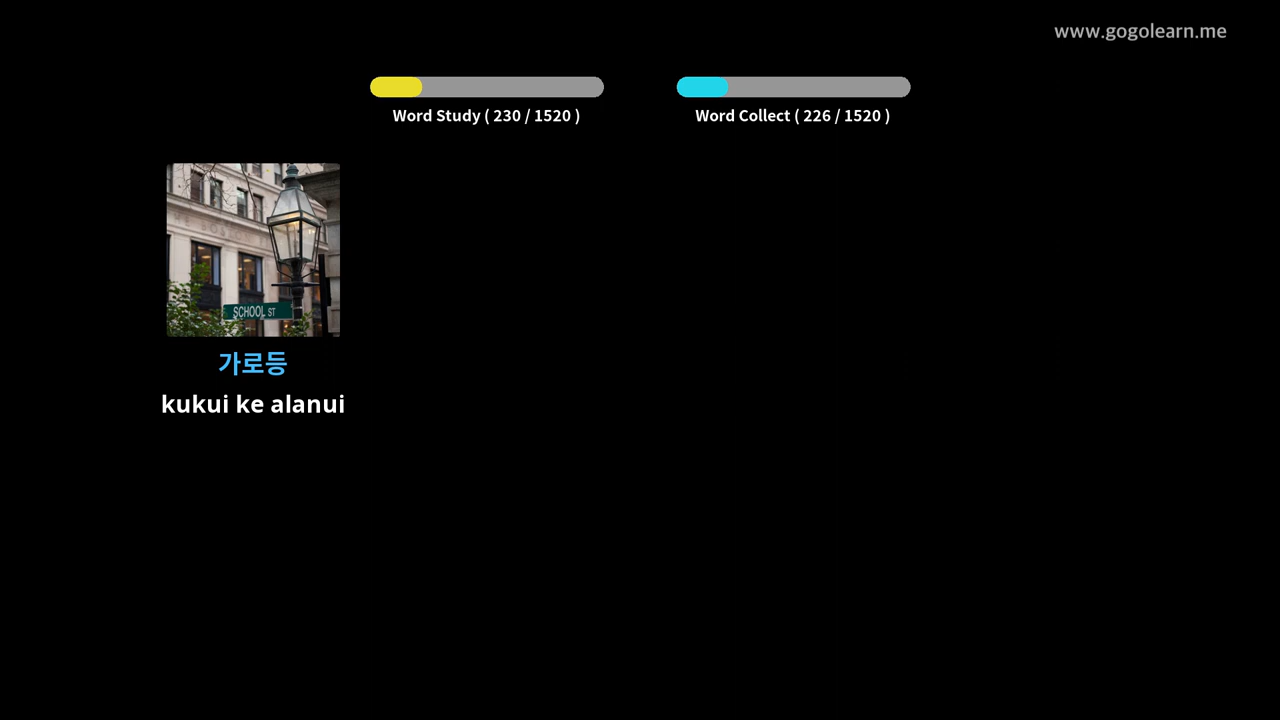 www.gogolearn.me
Word Study ( 230 / 1520 )
Word Collect ( 226 / 1520 )
SCHOOL ST
가로등
kukui ke alanui